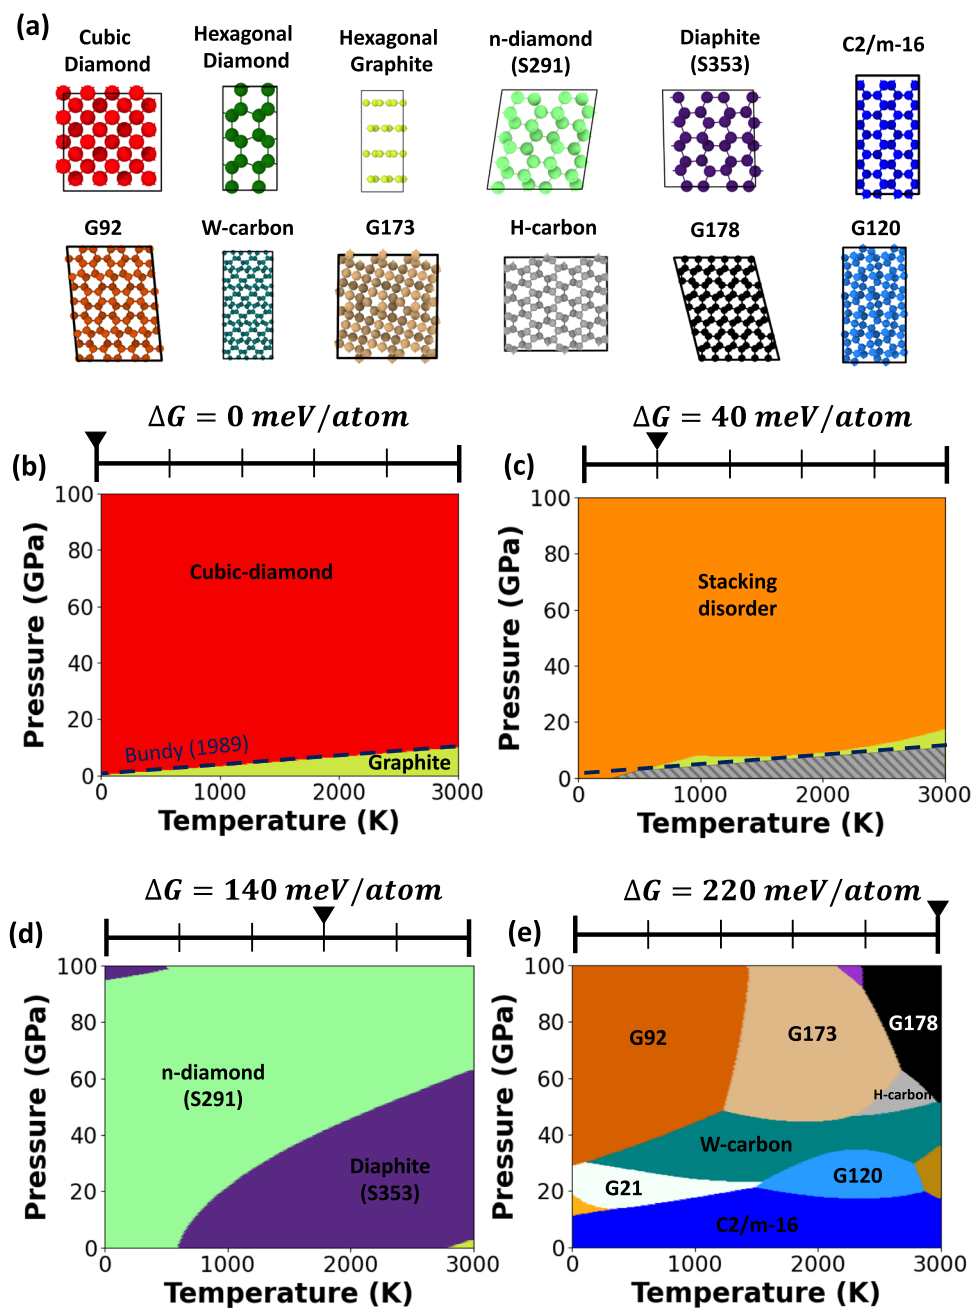 (a)
Cubic
Diamond
Hexagonal
Diamond
Hexagonal
Graphite
n-diamond
(S291)
Diaphite
(S353)
C2/m-16
G92
W-carbon
G173
H-carbon
G178
G120
ΔG = 0 meV/atom
(b)
100
80
60
40
20
0
Pressure (GPa)
Cubic-diamond
Bundy (1989)
Graphite
0 1000 2000 3000
Temperature (K)
ΔG = 40 meV/atom
(c)
100
80
60
40
20
0
Pressure (GPa)
Stacking
disorder
0 1000 2000 3000
Temperature (K)
ΔG = 140 meV/atom
(d)
100
80
60
40
20
0
Pressure (GPa)
n-diamond
(S291)
Diaphite
(S353)
0 1000 2000 3000
Temperature (K)
ΔG = 220 meV/atom
(e)
100
80
60
40
20
0
Pressure (GPa)
G92
G173
G178
H-carbon
W-carbon
G21
G120
C2/m-16
0 1000 2000 3000
Temperature (K)